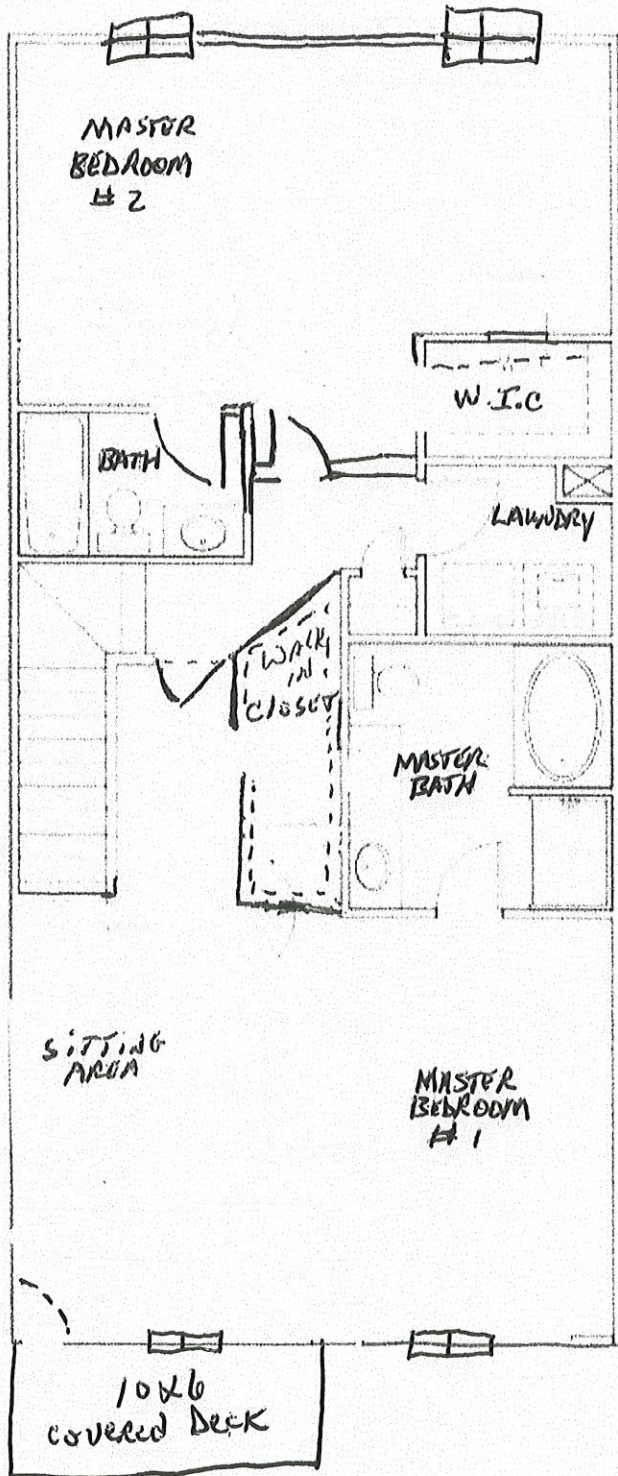 MASTER
BEDROOM
# 2
W.I.C
BATH
LAUNDRY
WALK
IN
CLOSET
MASTER
BATH
SITTING
AREA
MASTER
BEDROOM
# 1
10x6
covered Deck